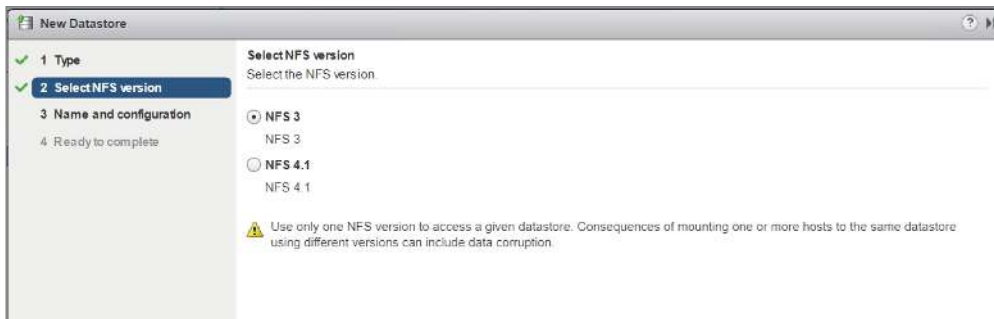 New Datastore
?
1 Type
2 Select NFS version
3 Name and configuration
4 Ready to complete
Select NFS version
Select the NFS version.
NFS 3
NFS 3
NFS 4.1
NFS 4.1
Use only one NFS version to access a given datastore. Consequences of mounting one or more hosts to the same datastore
using different versions can include data corruption.